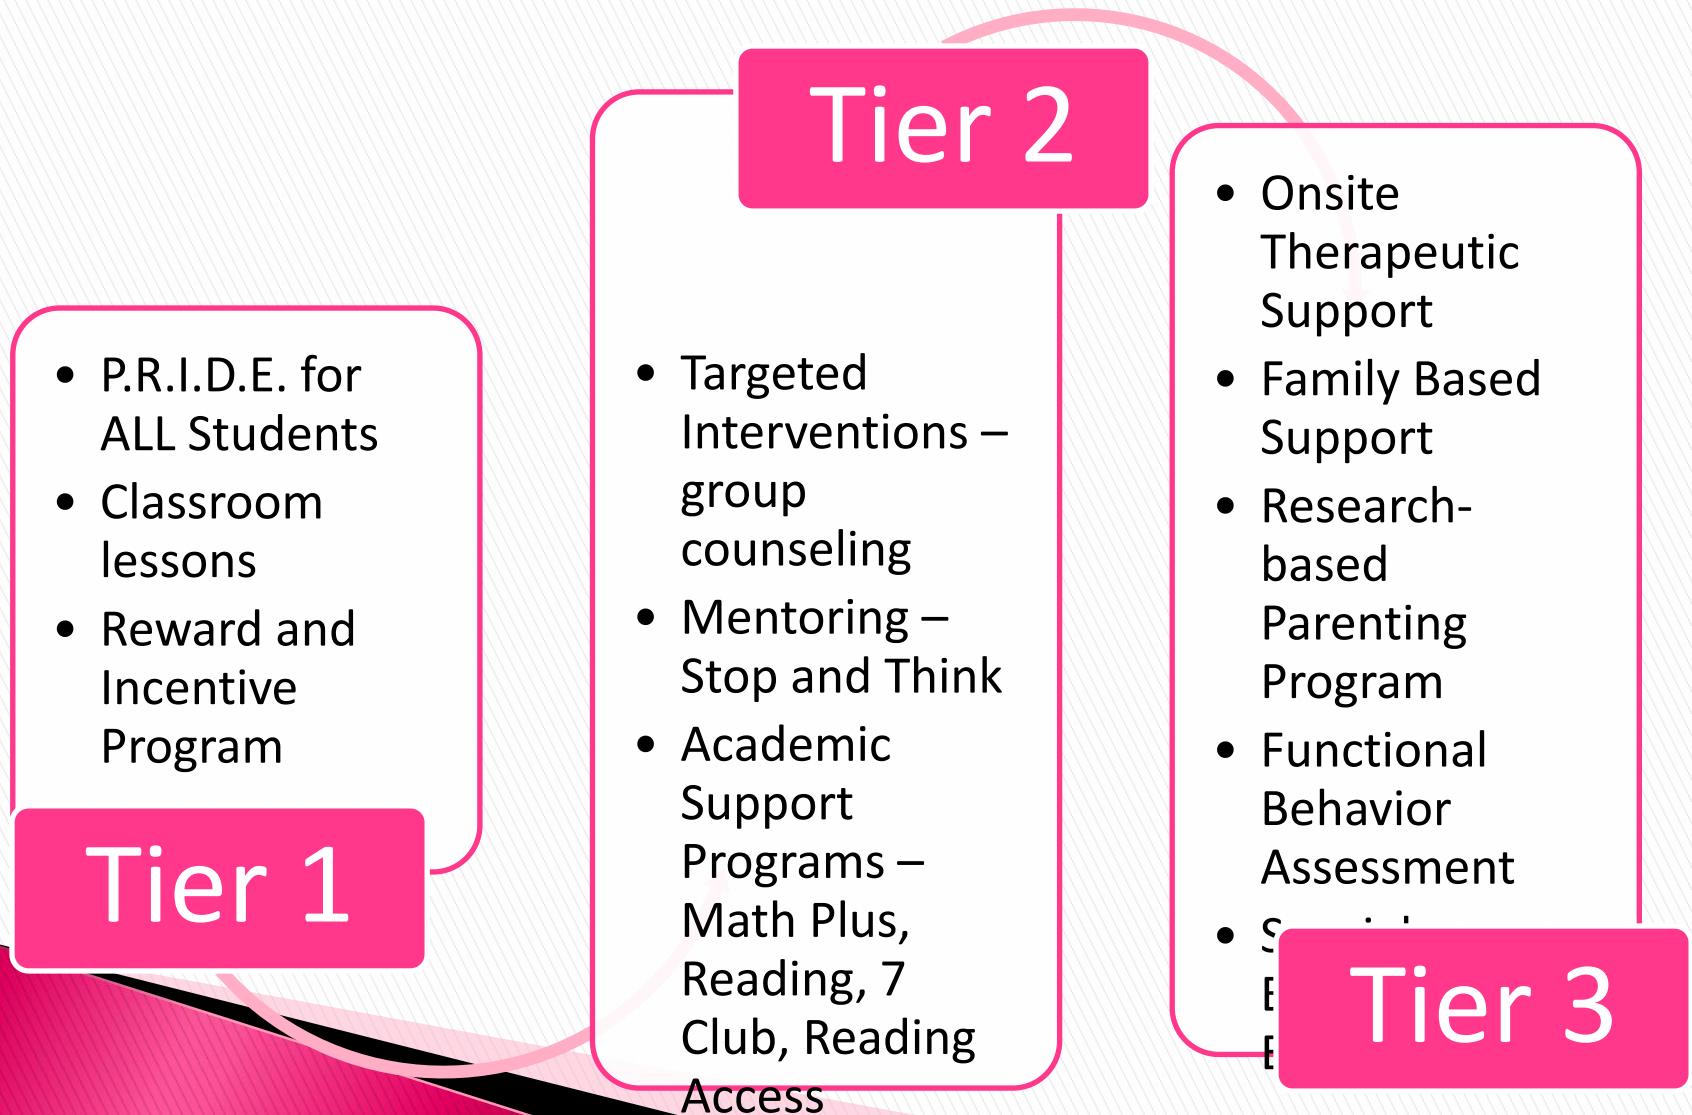 P.R.I.D.E. for
ALL Students
Classroom
lessons
Reward and
Incentive
Program
Tier 1
Tier 2
Targeted
Interventions –
group
counseling
Mentoring –
Stop and Think
Academic
Support
Programs –
Math Plus,
Reading, 7
Club, Reading
Access
Onsite
Therapeutic
Support
Family Based
Support
Research-
based
Parenting
Program
Functional
Behavior
Assessment
Tier 3